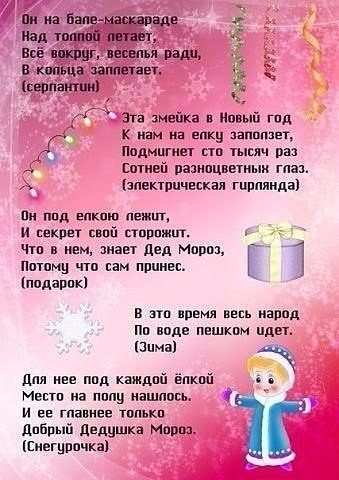 Он на бале-маскараде
Над толпой летает,
Всё вокруг, веселья ради,
В кольца заплетает.
(серпантин)
Эта змейка в Новый год
К нам на елку заползет,
Подмигнет сто тысяч раз
Сотней разноцветных глаз.
(электрическая гирлянда)
Он под елкою лежит,
И секрет свой сторожит.
Что в нем, знает Дед Мороз,
Потому что сам принес.
(подарок)
В это время весь народ
По воде пешком идет.
(Зима)
Для нее под каждой ёлкой
Место на полу нашлось.
И ее главнее только
Добрый Дедушка Мороз.
(Снегурочка)